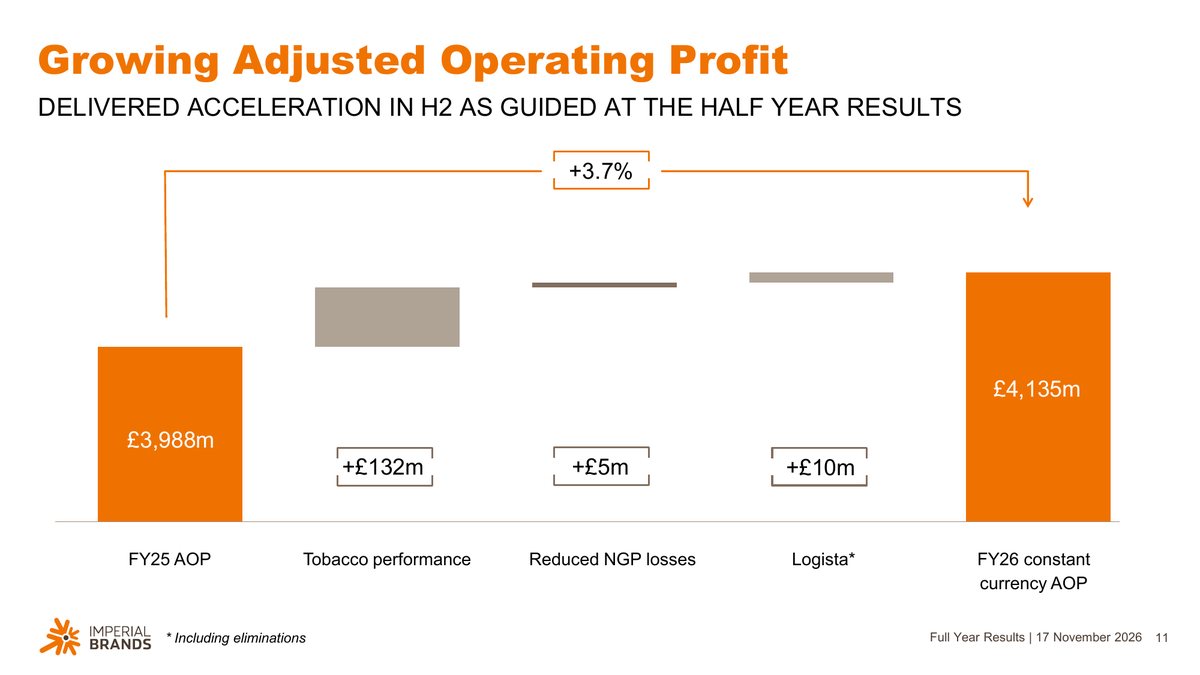 Growing Adjusted Operating Profit
DELIVERED ACCELERATION IN H2 AS GUIDED AT THE HALF YEAR RESULTS
+3.7%
£3,988m
+£132m
+£5m
+£10m
£4,135m
FY25 AOP
Tobacco performance
Reduced NGP losses
Logista*
FY26 constant
currency AOP
IMPERIAL
BRANDS
* Including eliminations
Full Year Results | 17 November 2026
11